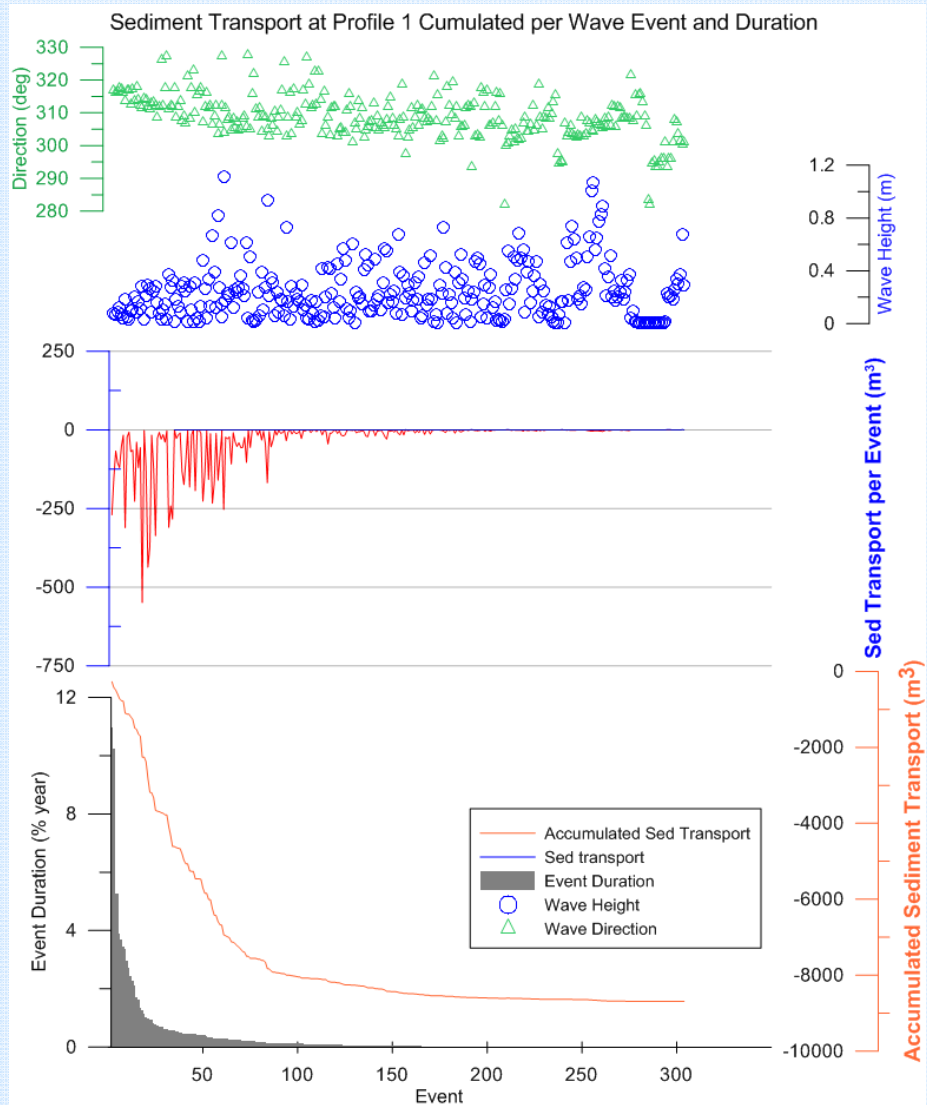 Sediment Transport at Profile 1 Cumulated per Wave Event and Duration
330
320
310
300
290
280
Direction (deg)
1.2
0.8
0.4
0
Wave Height (m)
250
0
-250
-500
-750
Sed Transport per Event (m³)
0
-2000
-4000
-6000
-8000
-10000
Accumulated Sediment Transport (m³)
12
8
4
0
Event Duration (% year)
Accumulated Sed Transport
Sed transport
Event Duration
Wave Height
Wave Direction
50
100
150
200
250
300
Event